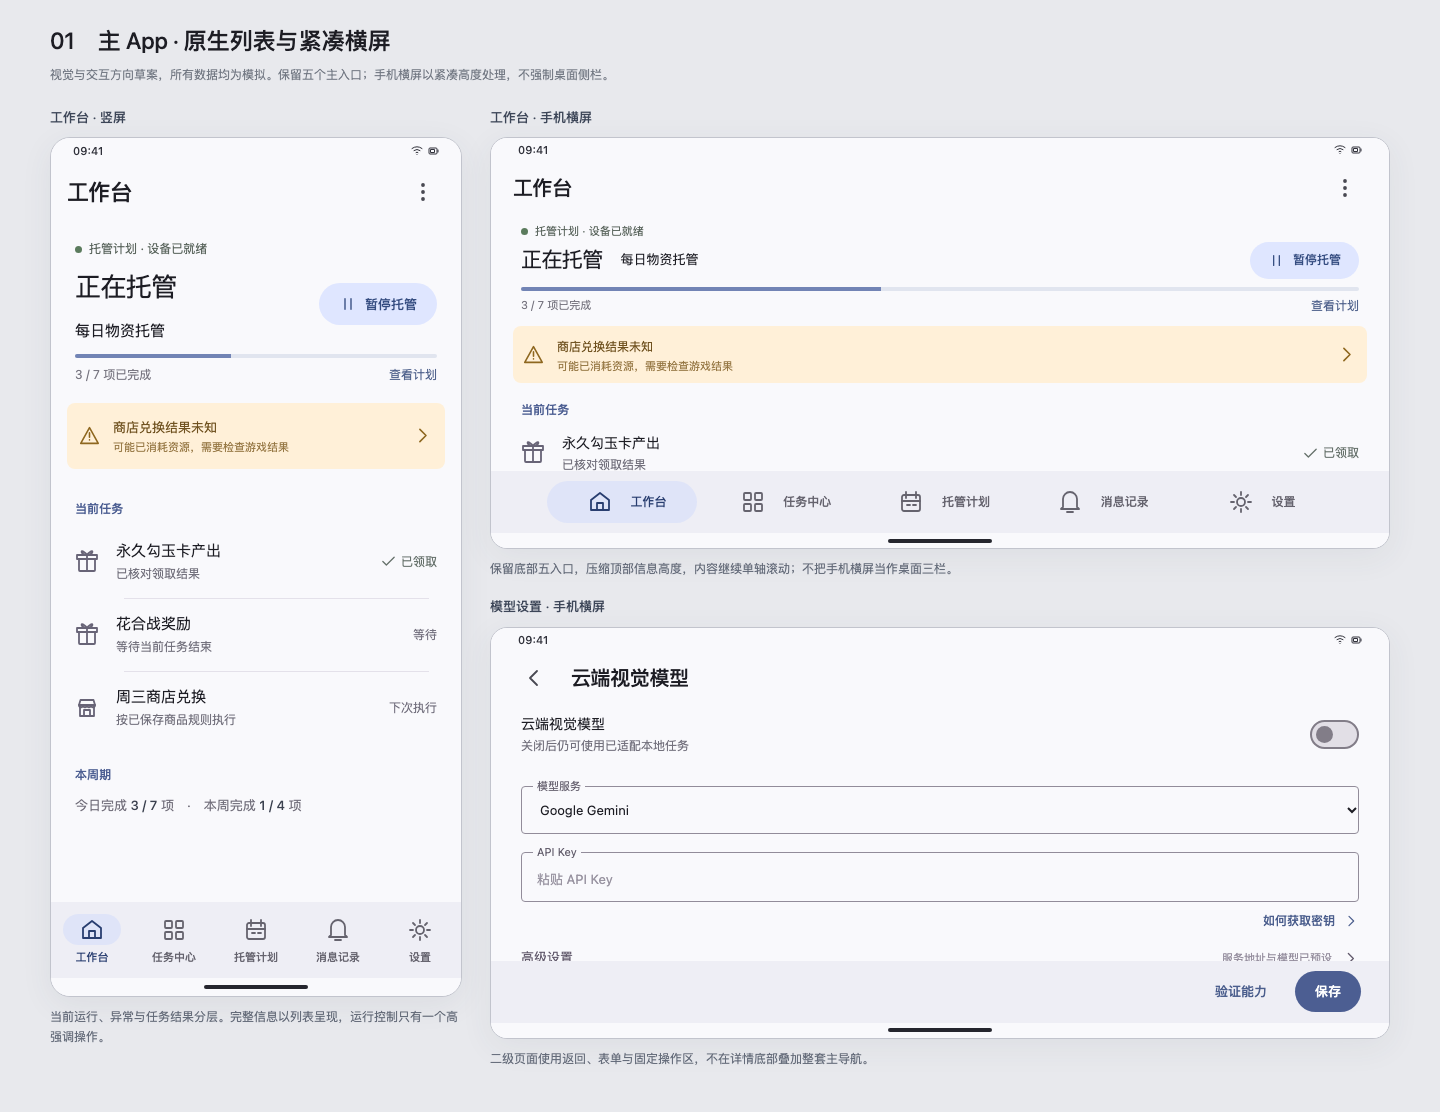 01 主 App · 原生列表与紧凑横屏
视觉与交互方向草案，所有数据均为模拟。保留五个主入口；手机横屏以紧凑高度处理，不强制桌面侧栏。
工作台 · 竖屏
09:41
工作台
托管计划 · 设备已就绪
正在托管
暂停托管
每日物资托管
3 / 7 项已完成
查看计划
商店兑换结果未知
可能已消耗资源，需要检查游戏结果
当前任务
永久勾玉卡产出
已核对领取结果
已领取
花合战奖励
等待当前任务结束
等待
周三商店兑换
按已保存商品规则执行
下次执行
本周期
今日完成 3 / 7 项 · 本周完成 1 / 4 项
工作台 任务中心 托管计划 消息记录 设置
当前运行、异常与任务结果分层。完整信息以列表呈现，运行控制只有一个高
强调操作。
工作台 · 手机横屏
09:41
工作台
托管计划 · 设备已就绪
正在托管 每日物资托管
暂停托管
3 / 7 项已完成
查看计划
商店兑换结果未知
可能已消耗资源，需要检查游戏结果
当前任务
永久勾玉卡产出
已核对领取结果
已领取
工作台 任务中心 托管计划 消息记录 设置
保留底部五入口，压缩顶部信息高度，内容继续单轴滚动；不把手机横屏当作桌面三栏。
模型设置 · 手机横屏
09:41
云端视觉模型
云端视觉模型
关闭后仍可使用已适配本地任务
模型服务
Google Gemini
API Key
粘贴 API Key
如何获取密钥
高级设置
服务地址与模型已预设
验证能力 保存
二级页面使用返回、表单与固定操作区，不在详情底部叠加整套主导航。